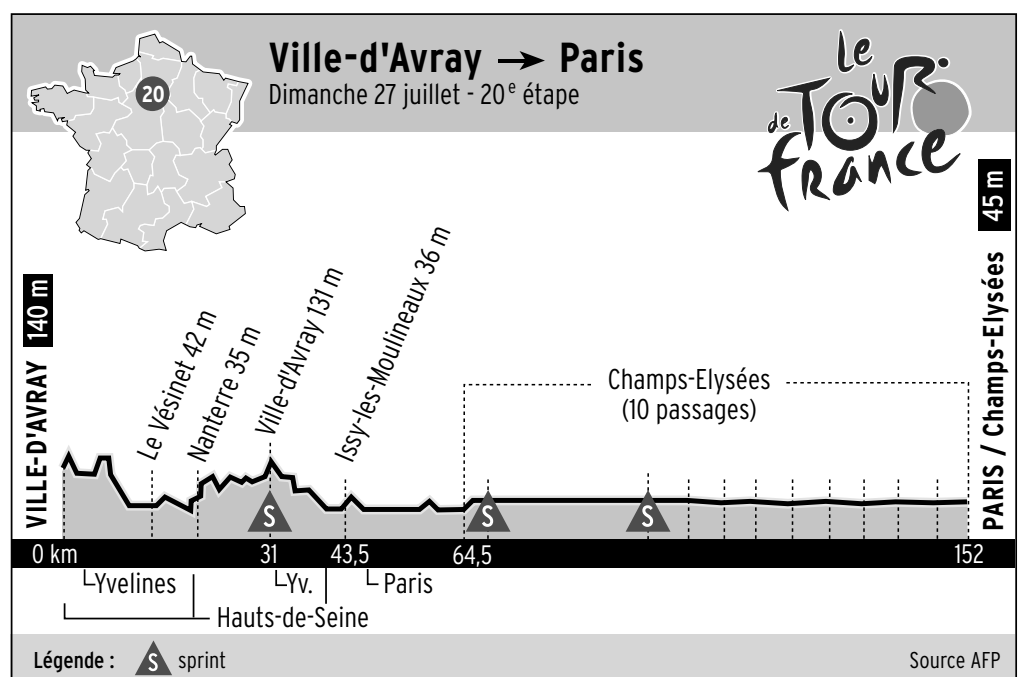 Ville-d'Avray → Paris
Dimanche 27 juillet - 20e étape
20
Le
TOUR
de
france
VILLE-D'AVRAY 140 m
Le Vésinet 42 m
Nanterre 35 m
Ville-d'Avray 131 m
Issy-les-Moulineaux 36 m
Champs-Elysées
(10 passages)
PARIS / Champs-Elysées 45 m
S
S
S
0 km 31 43,5 64,5 152
Yvelines Yv. Paris
Hauts-de-Seine
Légende : S sprint
Source AFP